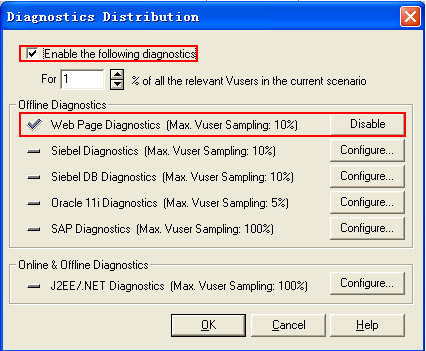 Diagnostics Distribution
Enable the following diagnostics
For 1 % of all the relevant Vusers in the current scenario
Offline Diagnostics
Web Page Diagnostics (Max. Vuser Sampling: 10%) Disable
Siebel Diagnostics (Max. Vuser Sampling: 10%) Configure...
Siebel DB Diagnostics (Max. Vuser Sampling: 10%) Configure...
Oracle 11i Diagnostics (Max. Vuser Sampling: 5%) Configure...
SAP Diagnostics (Max. Vuser Sampling: 100%) Configure...
Online & Offline Diagnostics
J2EE/.NET Diagnostics (Max. Vuser Sampling: 100%) Configure...
OK Cancel Help